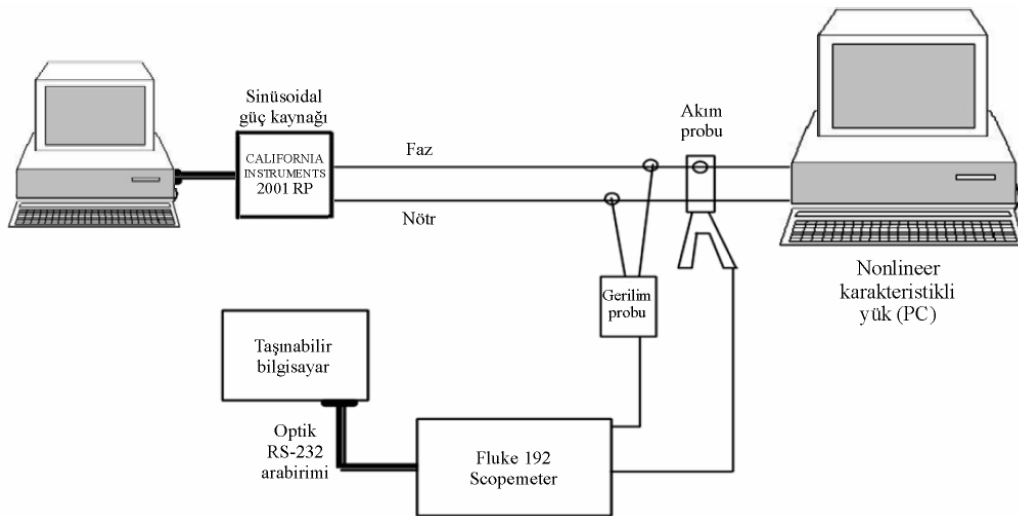 Sinüsoidal
güç kaynağı
CALIFORNIA
INSTRUMENTS
2001 RP
Faz
Nötr
Akım
probu
Gerilim
probu
Nonlineer
karakteristikli
yük (PC)
Taşınabilir
bilgisayar
Optik
RS-232
arabirimi
Fluke 192
Scopemeter